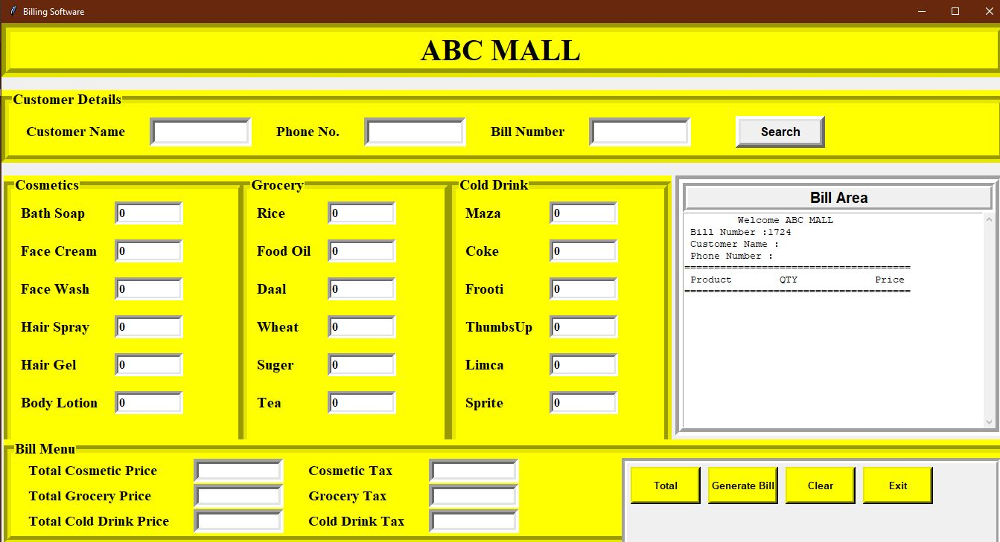 Billing Software
ABC MALL
Customer Details
Customer Name Phone No. Bill Number Search
Cosmetics Grocery Cold Drink
Bath Soap 0 Rice 0 Maza 0
Face Cream 0 Food Oil 0 Coke 0
Face Wash 0 Daal 0 Frooti 0
Hair Spray 0 Wheat 0 ThumbsUp 0
Hair Gel 0 Suger 0 Limca 0
Body Lotion 0 Tea 0 Sprite 0
Bill Area
Welcome ABC MALL
Bill Number :1724
Customer Name :
Phone Number :
======================================
Product QTY Price
======================================
Bill Menu
Total Cosmetic Price Cosmetic Tax
Total Grocery Price Grocery Tax
Total Cold Drink Price Cold Drink Tax
Total Generate Bill Clear Exit